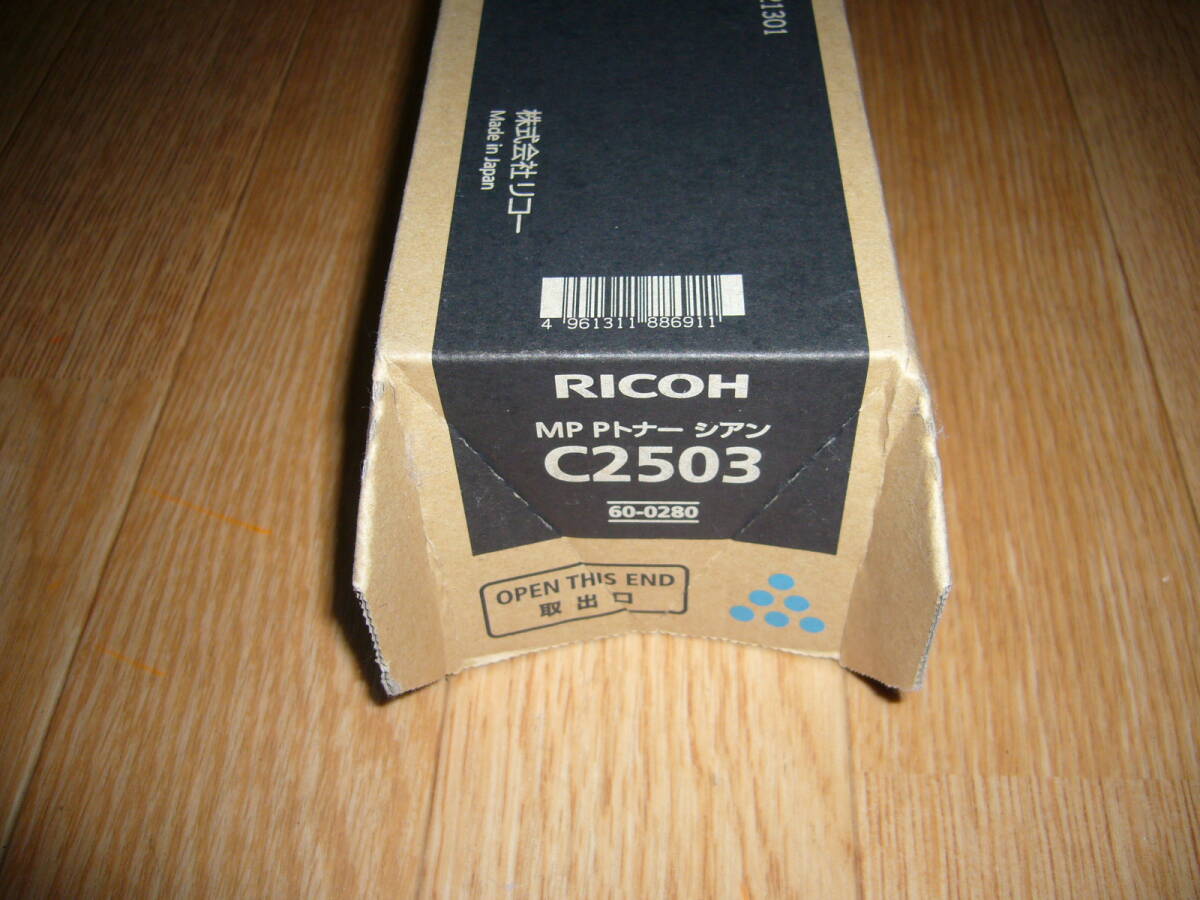 21301
株式会社 リコー
Made in Japan
4 961311 886911
RICOH
MP Pトナー シアン
C2503
60-0280
OPEN THIS END
取出口